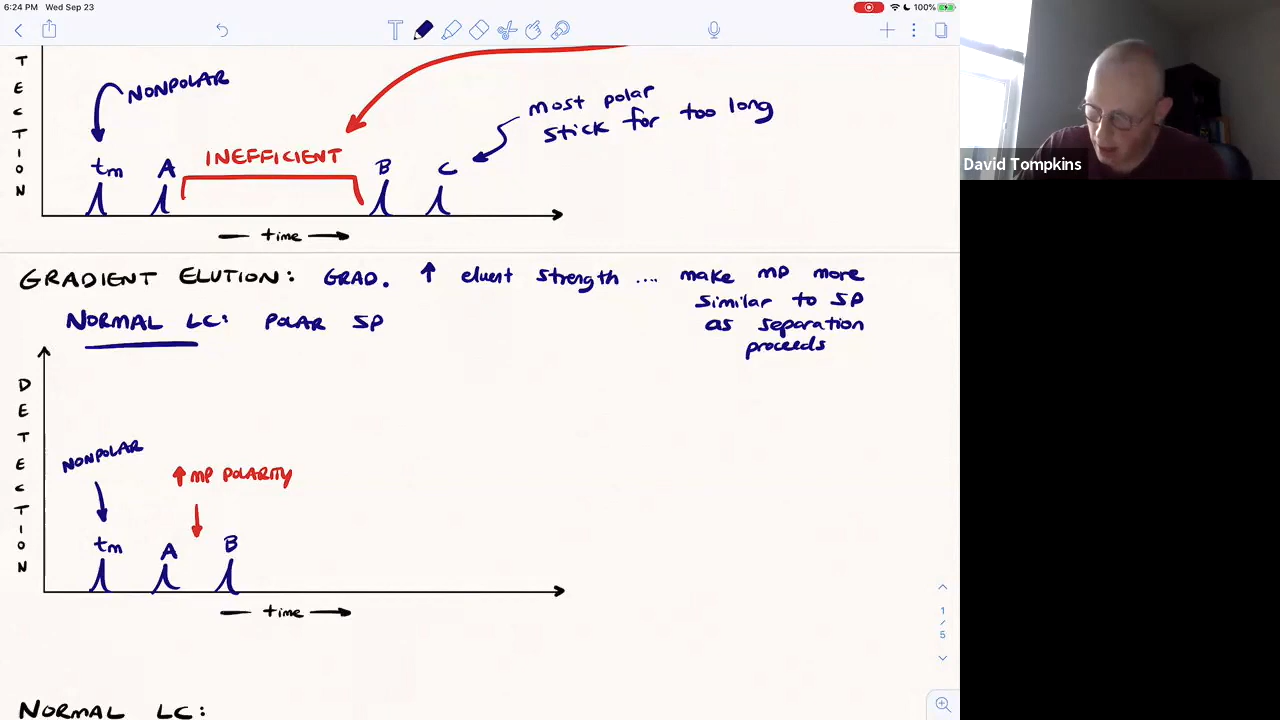 6:24 PM Wed Sep 23
100%
T
E
C
T
I
O
N
NONPOLAR
most polar
stick for too long
tm
A
INEFFICIENT
B
C
time
David Tompkins
GRADIENT ELUTION: GRAD. ↑ eluent strength .... make MP more
similar to SP
as separation
proceeds
NORMAL LC: POLAR SP
D
E
T
E
C
T
I
O
N
NONPOLAR
↑ MP POLARITY
tm
A
B
time
1
/
5
NORMAL LC: